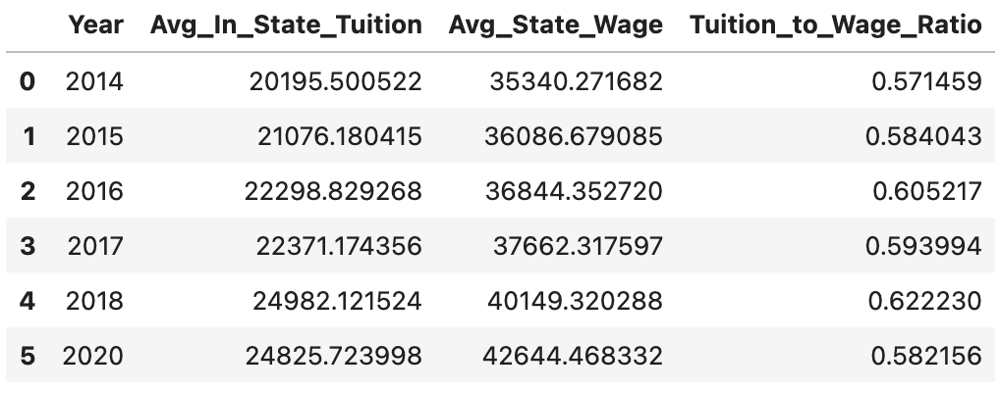 Year Avg_In_State_Tuition Avg_State_Wage Tuition_to_Wage_Ratio
0 2014 20195.500522 35340.271682 0.571459
1 2015 21076.180415 36086.679085 0.584043
2 2016 22298.829268 36844.352720 0.605217
3 2017 22371.174356 37662.317597 0.593994
4 2018 24982.121524 40149.320288 0.622230
5 2020 24825.723998 42644.468332 0.582156